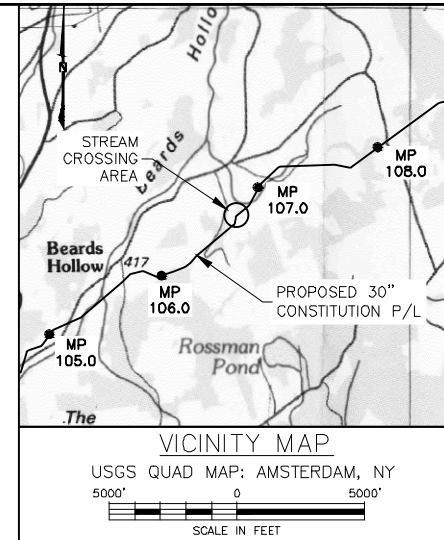 N
Hollo
STREAM
CROSSING
AREA
Beards
MP
108.0
MP
107.0
Beards
Hollow
417
MP
106.0
PROPOSED 30"
CONSTITUTION P/L
MP
105.0
Rossman
Pond
.The
VICINITY MAP
USGS QUAD MAP: AMSTERDAM, NY
5000' 0 5000'
SCALE IN FEET